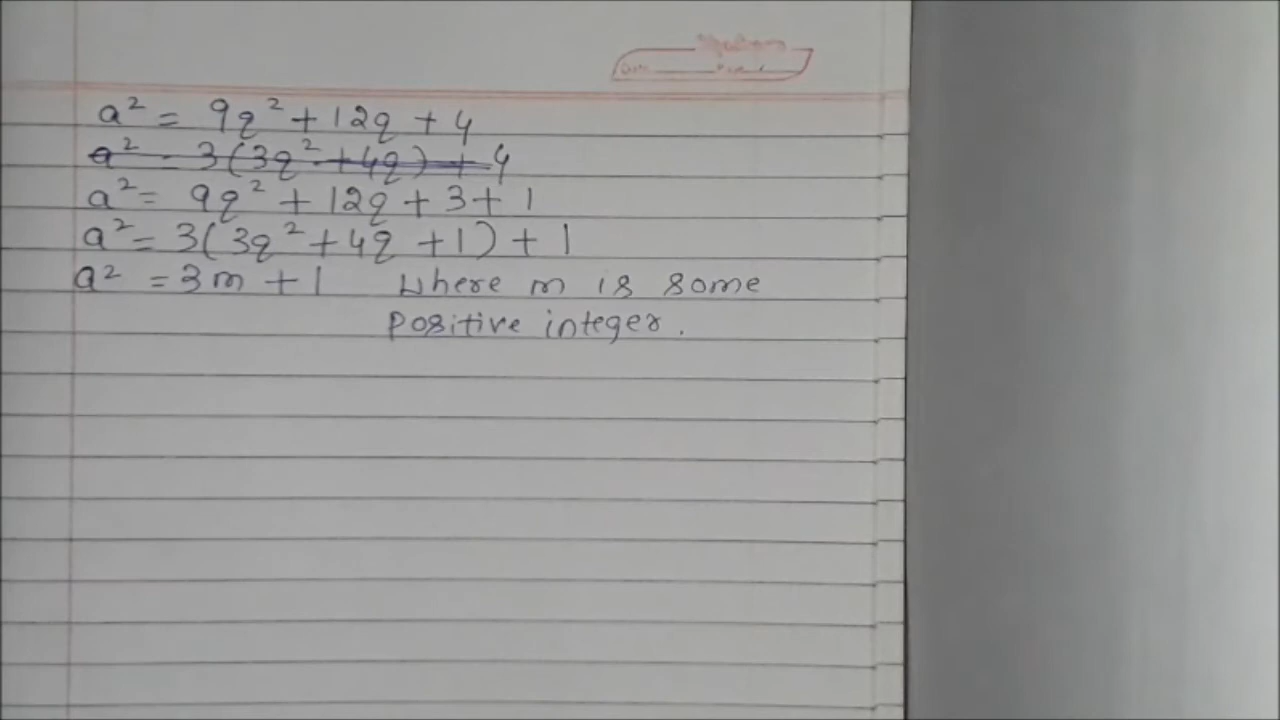 a² = 9q² + 12q + 4
a² = 3(3q² + 4q) + 4
a² = 9q² + 12q + 3 + 1
a² = 3(3q² + 4q + 1) + 1
a² = 3m + 1 where m is some
positive integer.